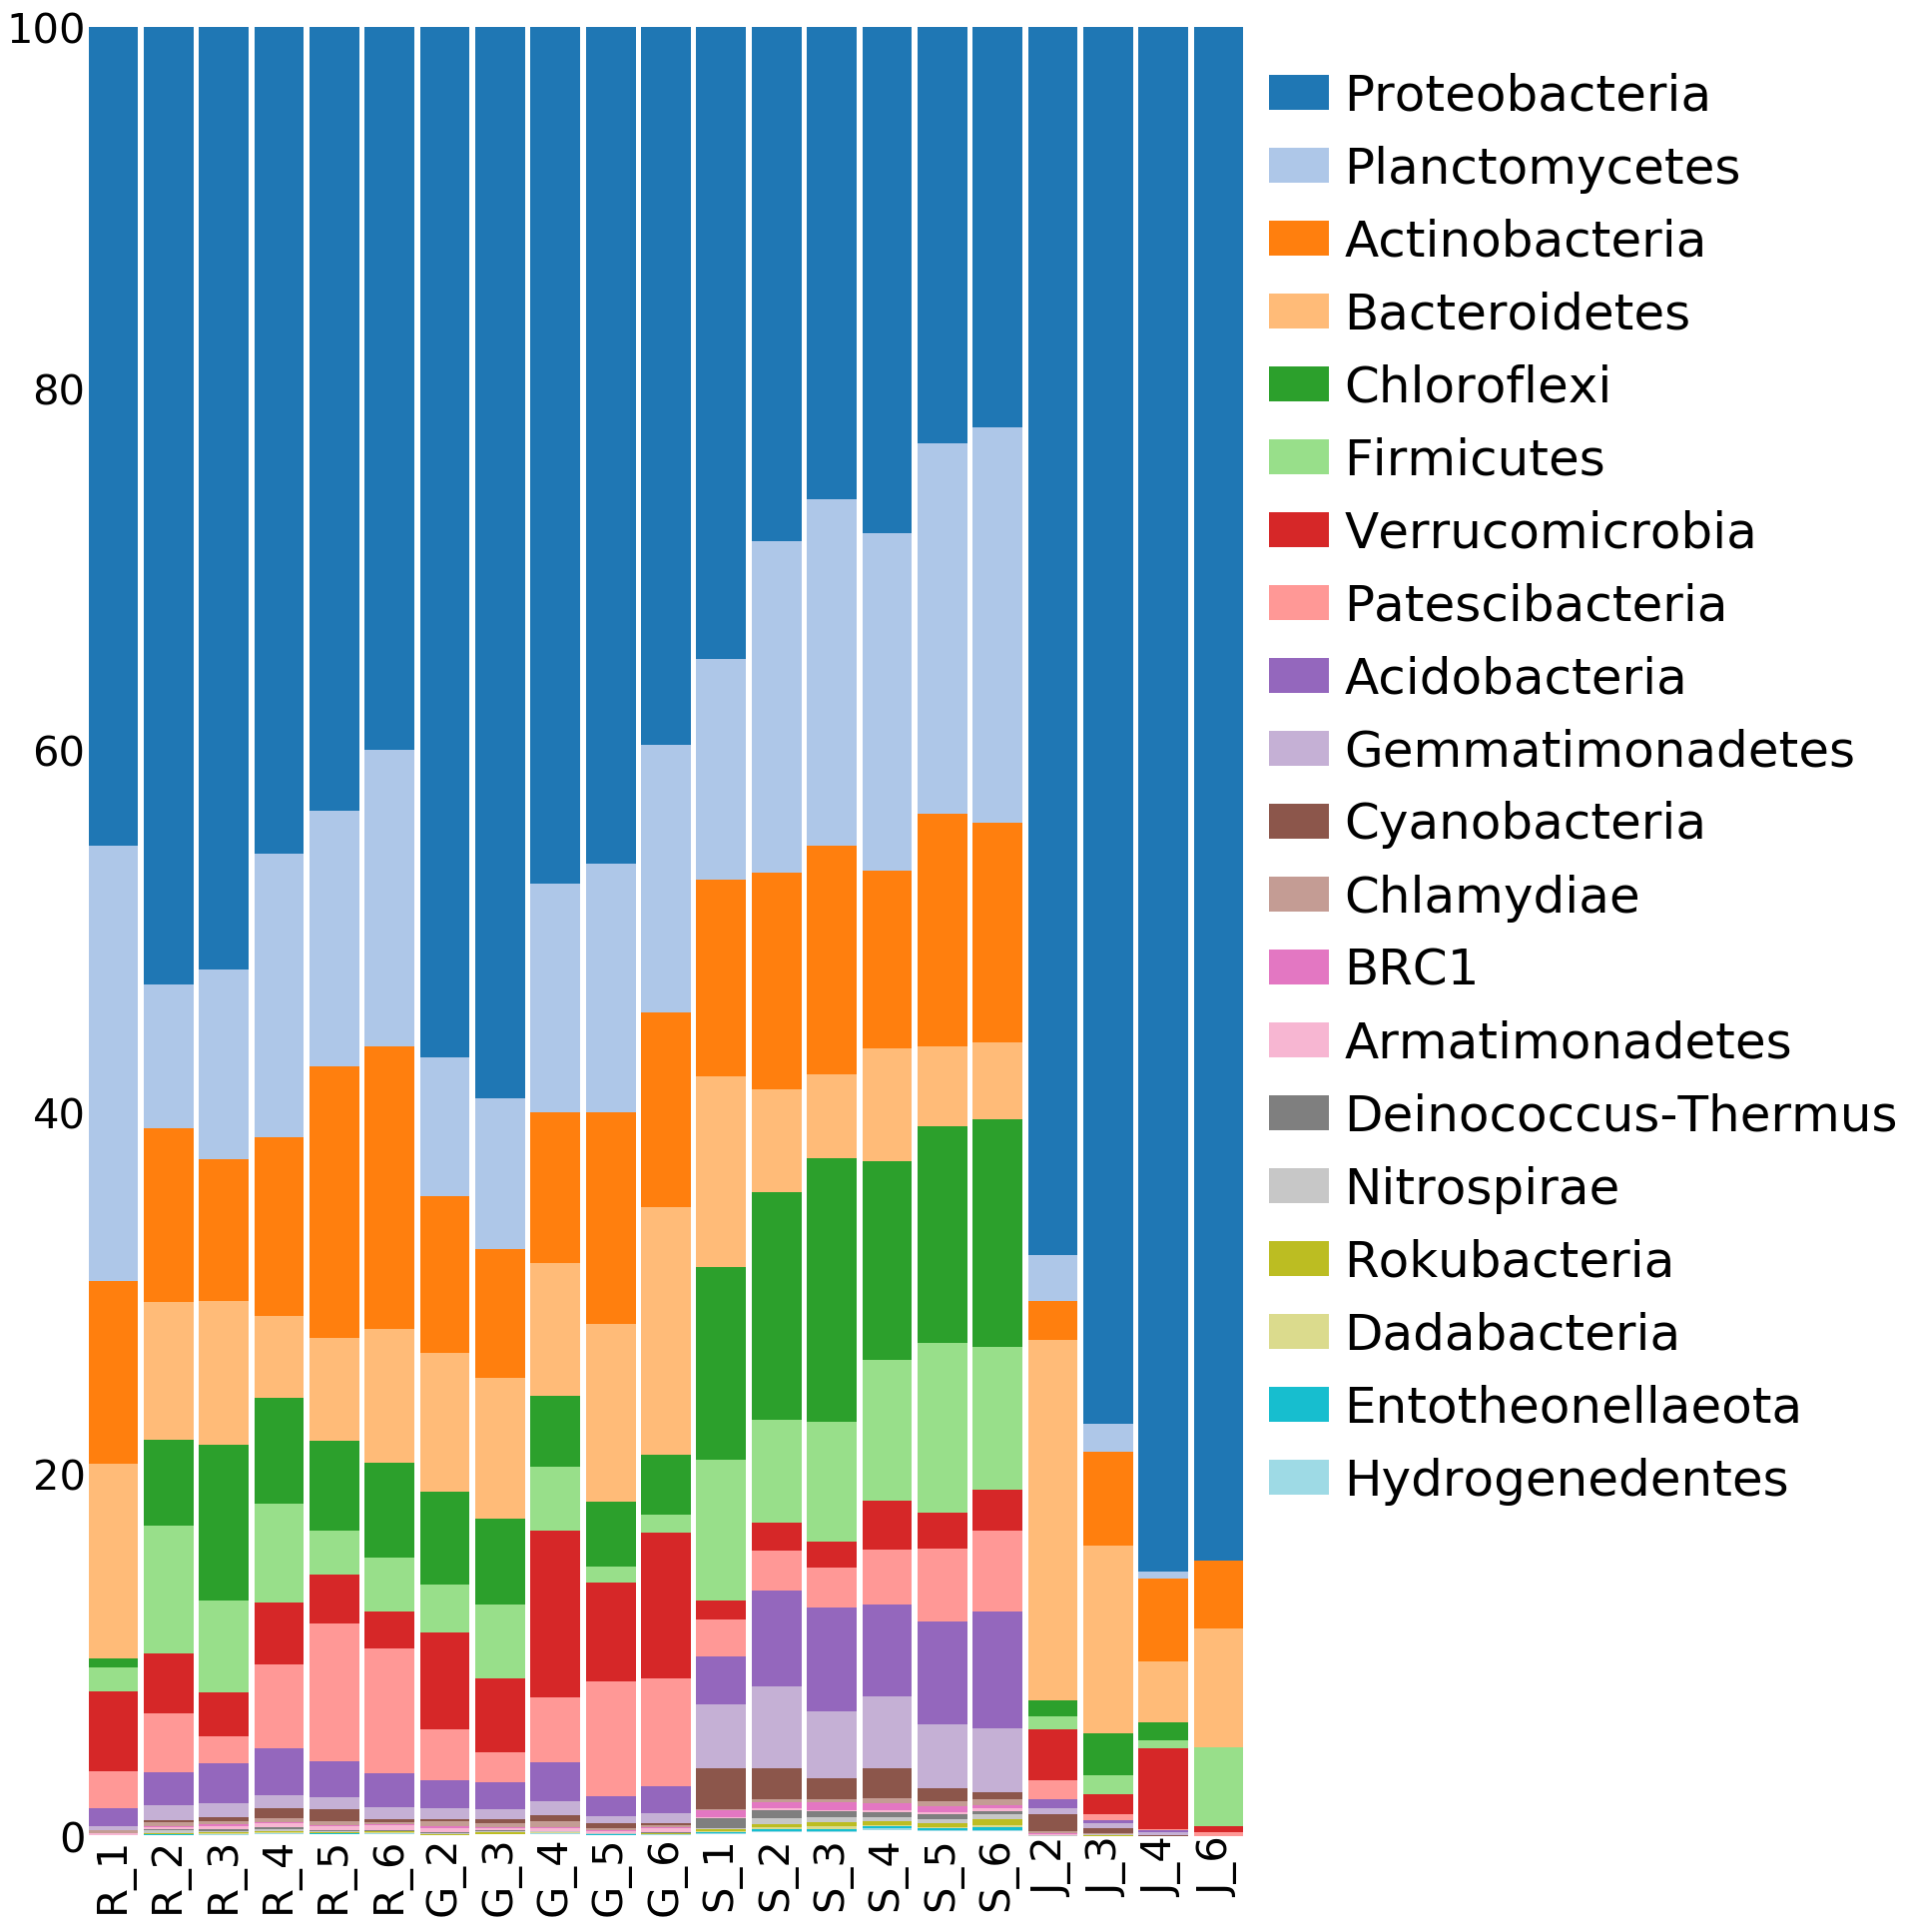 100
80
60
40
20
0
R_1 R_2 R_3 R_4 R_5 R_6 G_2 G_3 G_4 G_5 G_6 S_1 S_2 S_3 S_4 S_5 S_6 J_2 J_3 J_4 J_6
Proteobacteria
Planctomycetes
Actinobacteria
Bacteroidetes
Chloroflexi
Firmicutes
Verrucomicrobia
Patescibacteria
Acidobacteria
Gemmatimonadetes
Cyanobacteria
Chlamydiae
BRC1
Armatimonadetes
Deinococcus-Thermus
Nitrospirae
Rokubacteria
Dadabacteria
Entotheonellaeota
Hydrogenedentes